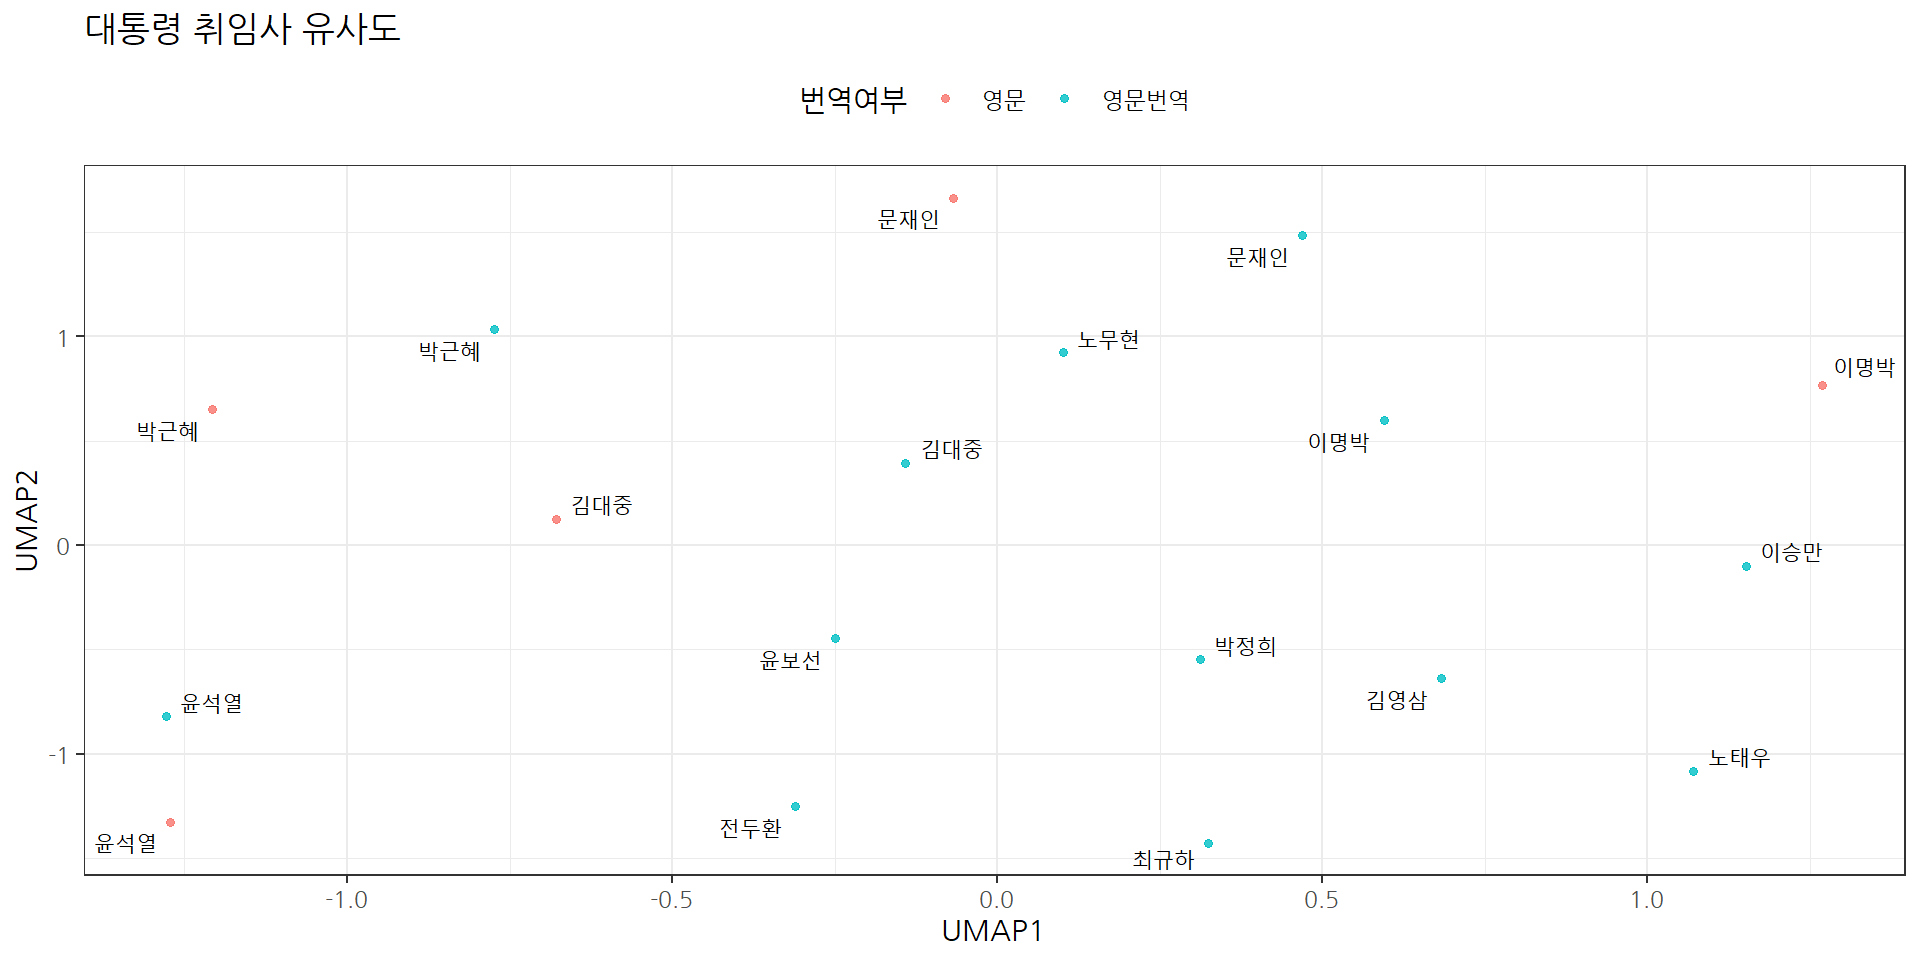 대통령 취임사 유사도
번역여부 영문 영문번역
문재인
문재인
박근혜
노무현
이명박
박근혜
이명박
김대중
김대중
이승만
윤보선
박정희
윤석열
김영삼
노태우
전두환
윤석열
최규하
1
0
-1
UMAP2
-1.0 -0.5 0.0 0.5 1.0
UMAP1